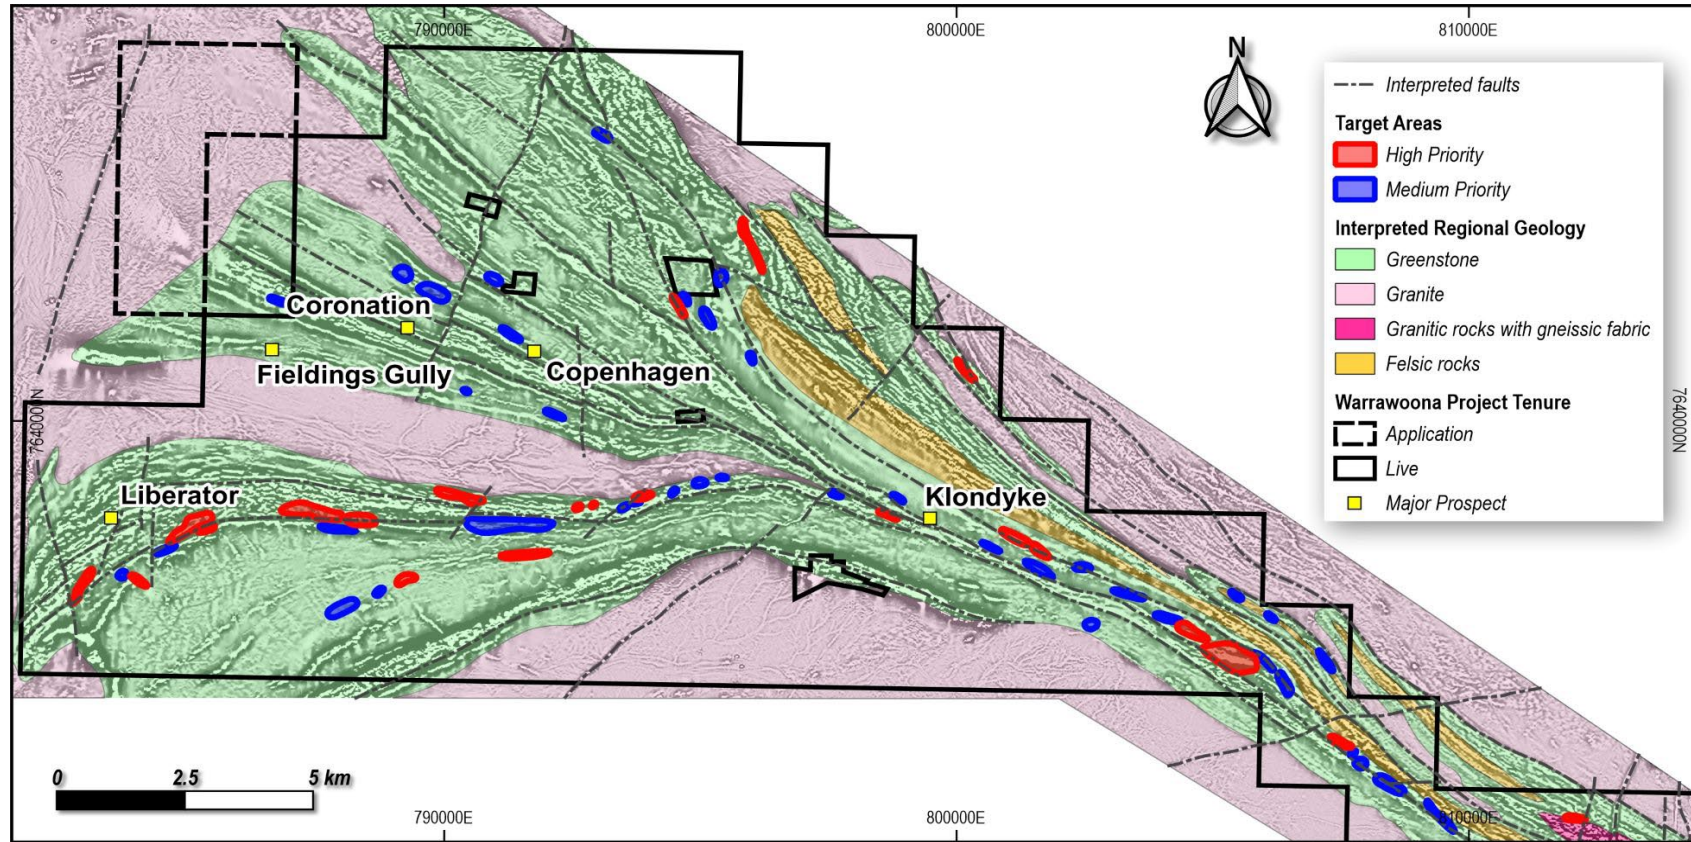 790000E
800000E
810000E
N
Interpreted faults
Target Areas
High Priority
Medium Priority
Interpreted Regional Geology
Greenstone
Granite
Granitic rocks with gneissic fabric
Felsic rocks
Warrawoona Project Tenure
Application
Live
Major Prospect
Coronation
Fieldings Gully
Copenhagen
7640000N
7640000N
Liberator
Klondyke
0 2.5 5 km
790000E
800000E
810000E